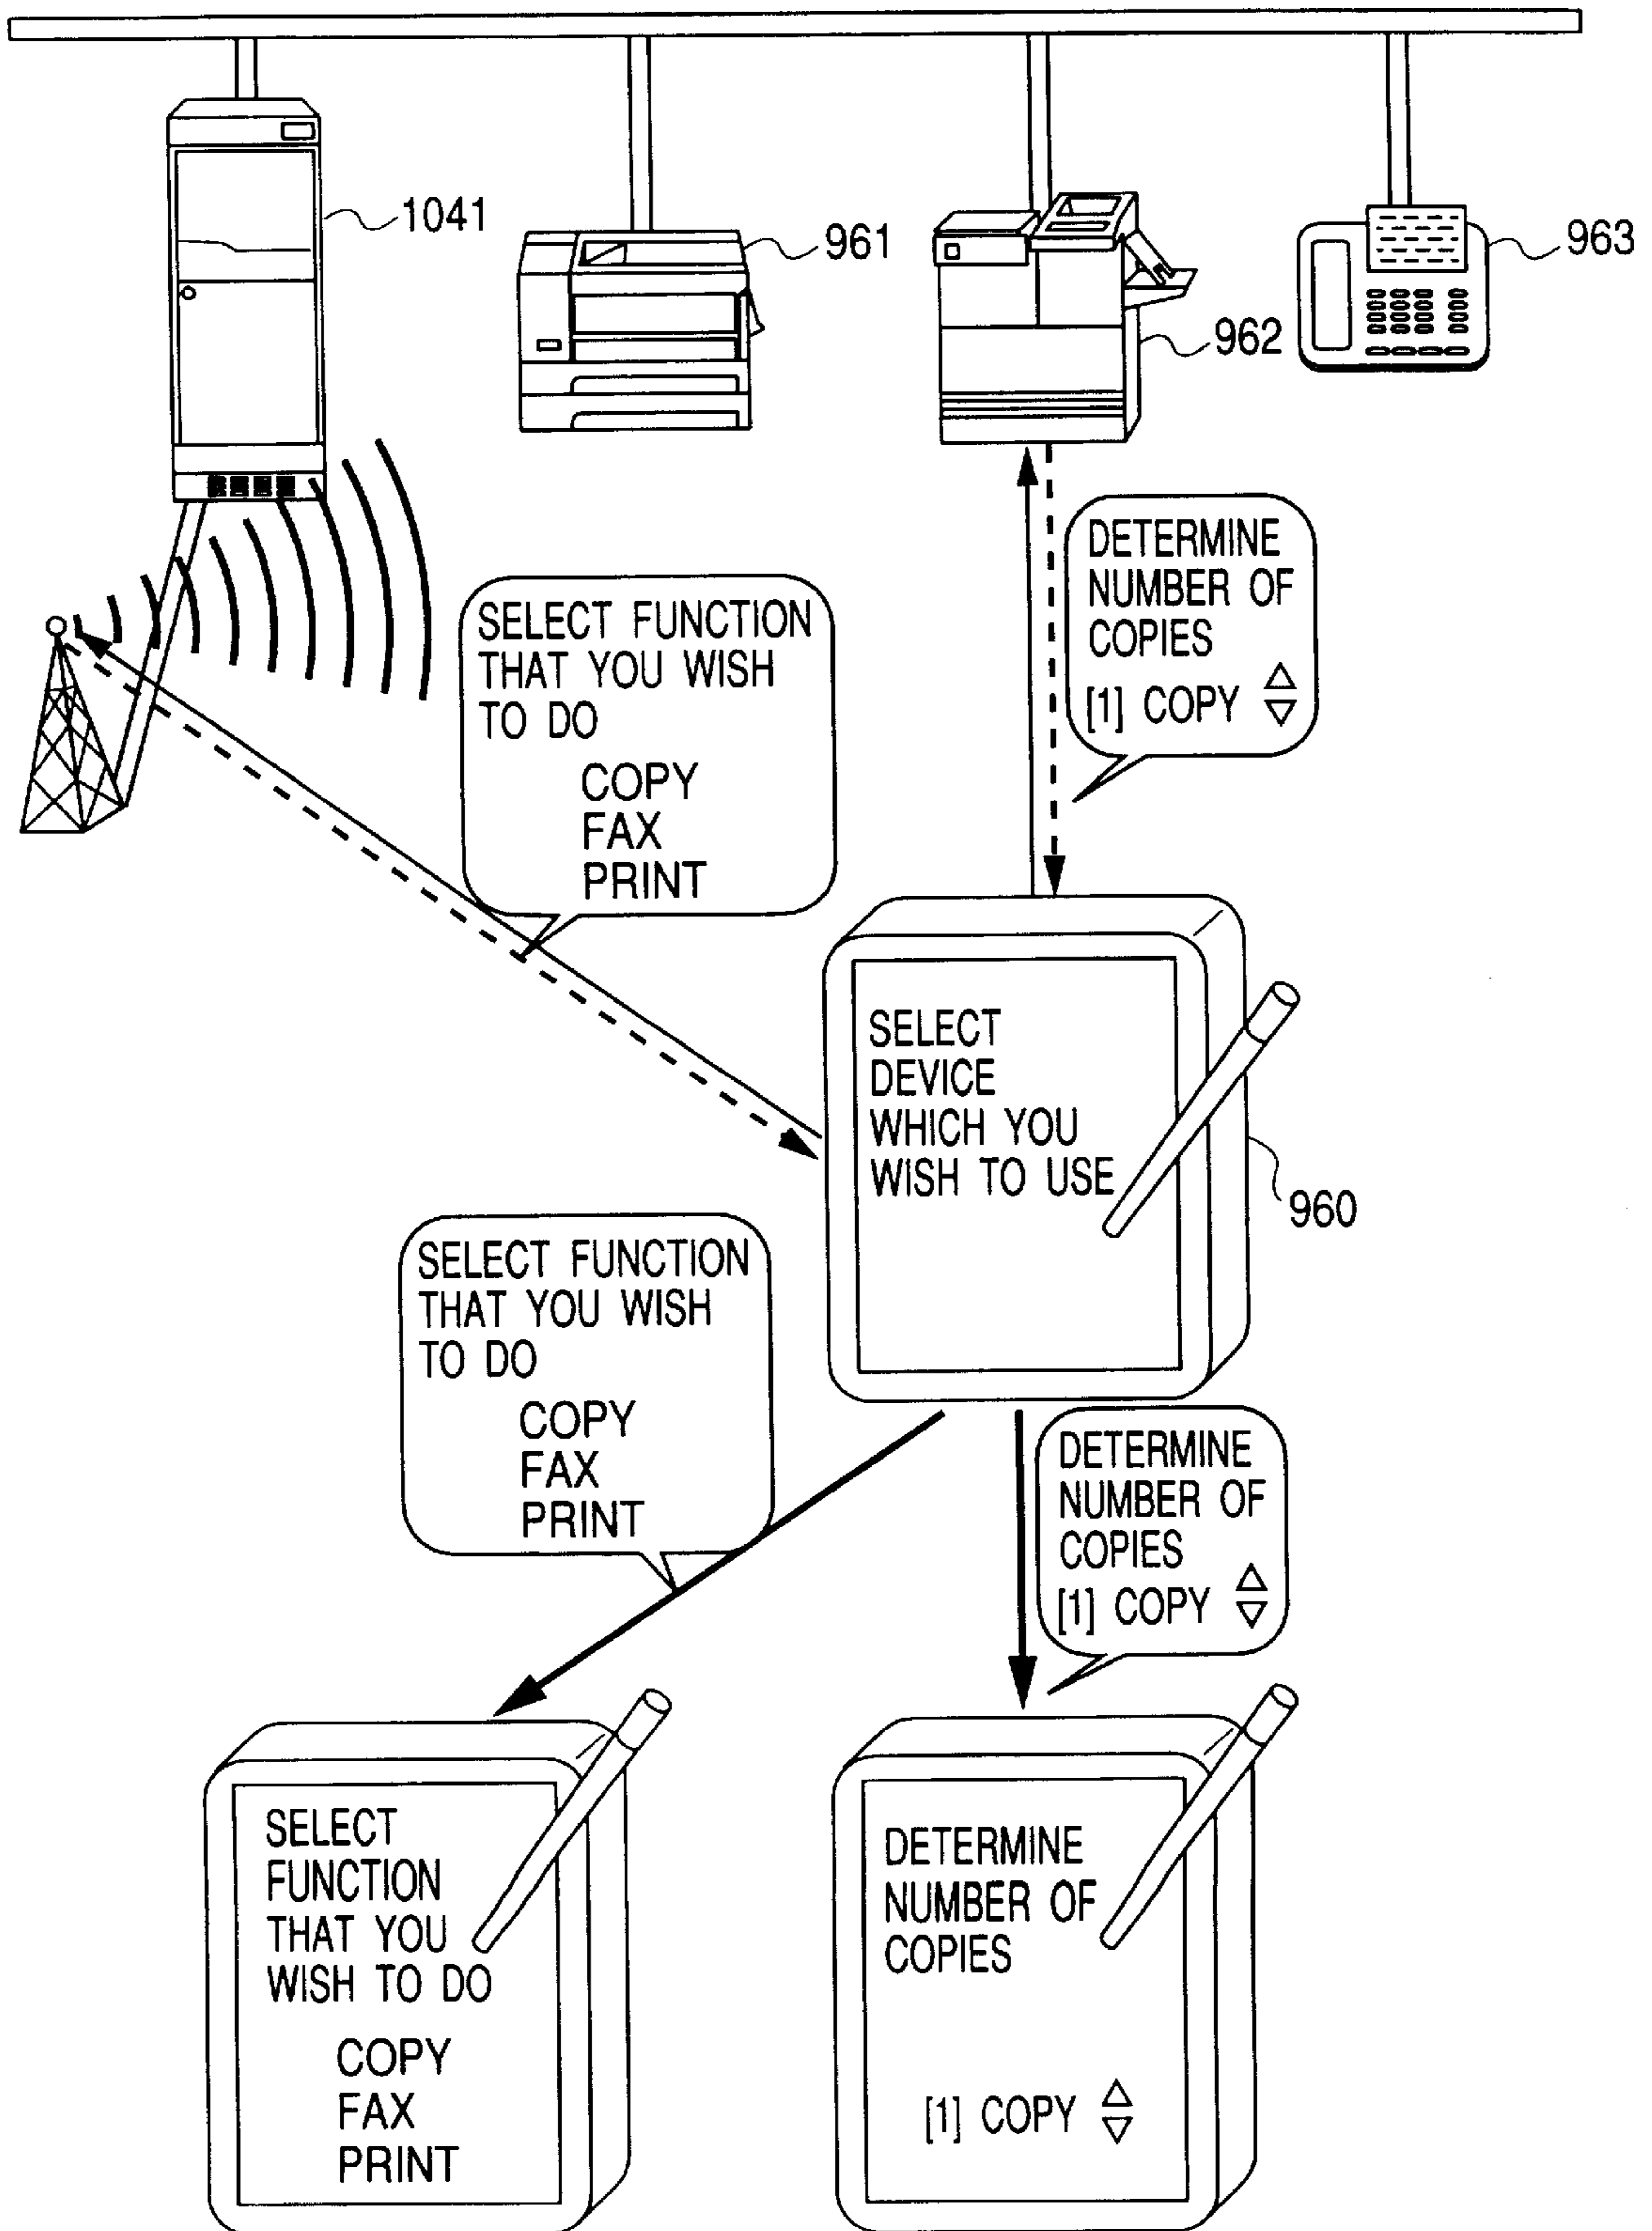 1041
961
962
963
DETERMINE
NUMBER OF
COPIES
[1] COPY △▽
SELECT FUNCTION
THAT YOU WISH
TO DO
COPY
FAX
PRINT
SELECT
DEVICE
WHICH YOU
WISH TO USE
960
SELECT FUNCTION
THAT YOU WISH
TO DO
COPY
FAX
PRINT
DETERMINE
NUMBER OF
COPIES
[1] COPY △▽
SELECT
FUNCTION
THAT YOU
WISH TO DO
COPY
FAX
PRINT
DETERMINE
NUMBER OF
COPIES
[1] COPY △▽